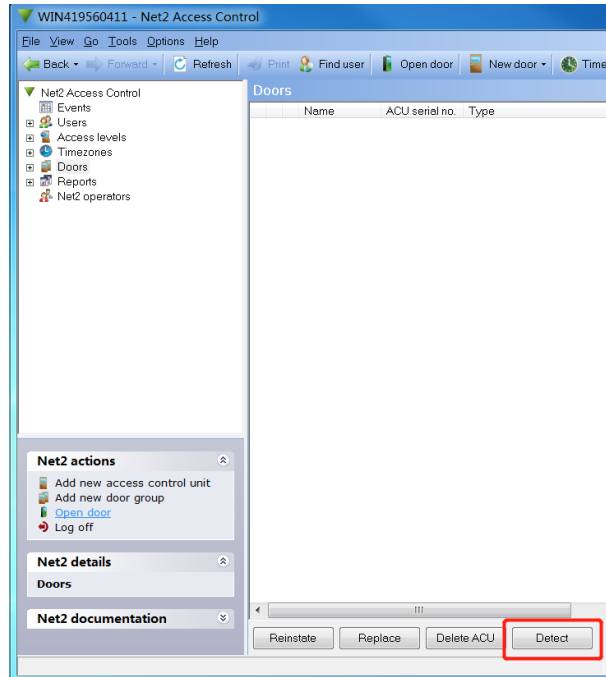 WIN419560411 - Net2 Access Control
File View Go Tools Options Help
Back Forward Refresh Print Find user Open door New door Time
Net2 Access Control
Events
Users
Access levels
Timezones
Doors
Reports
Net2 operators
Doors
Name ACU serial no. Type
Net2 actions
Add new access control unit
Add new door group
Open door
Log off
Net2 details
Doors
Net2 documentation
Reinstate Replace Delete ACU Detect